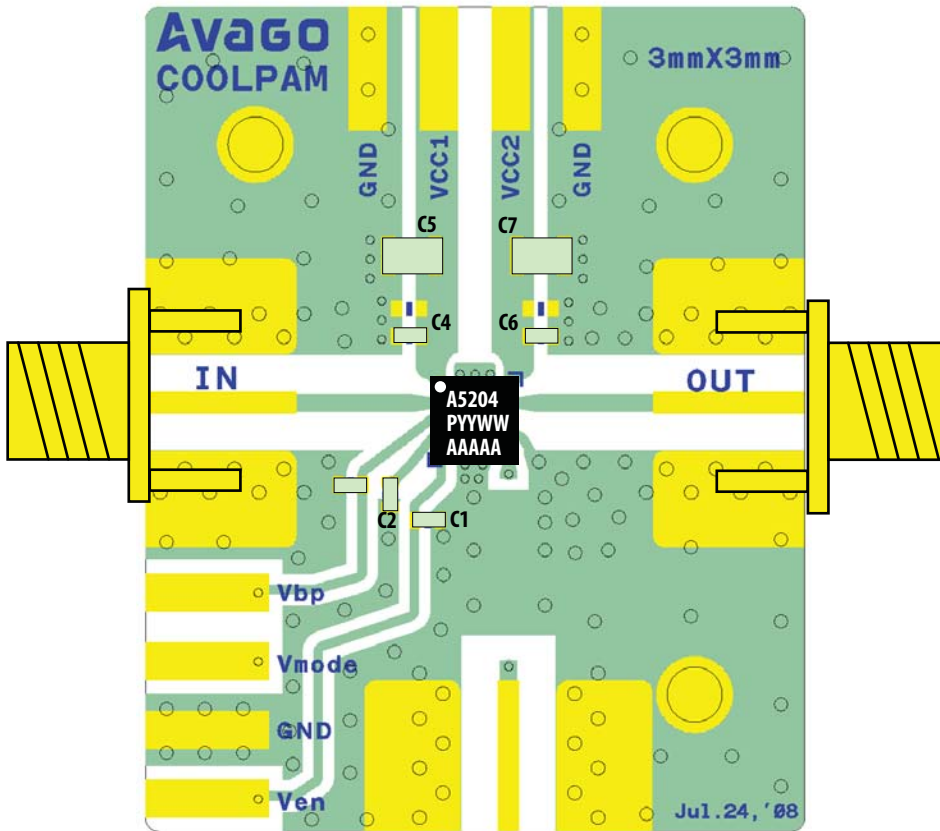 Avago
COOLPAM
3mmX3mm
GND
VCC1
VCC2
GND
C5
C7
C4
C6
IN
OUT
A5204
PYYWW
AAAAA
C2
C1
Vbp
Vmode
GND
Ven
Jul.24,'08